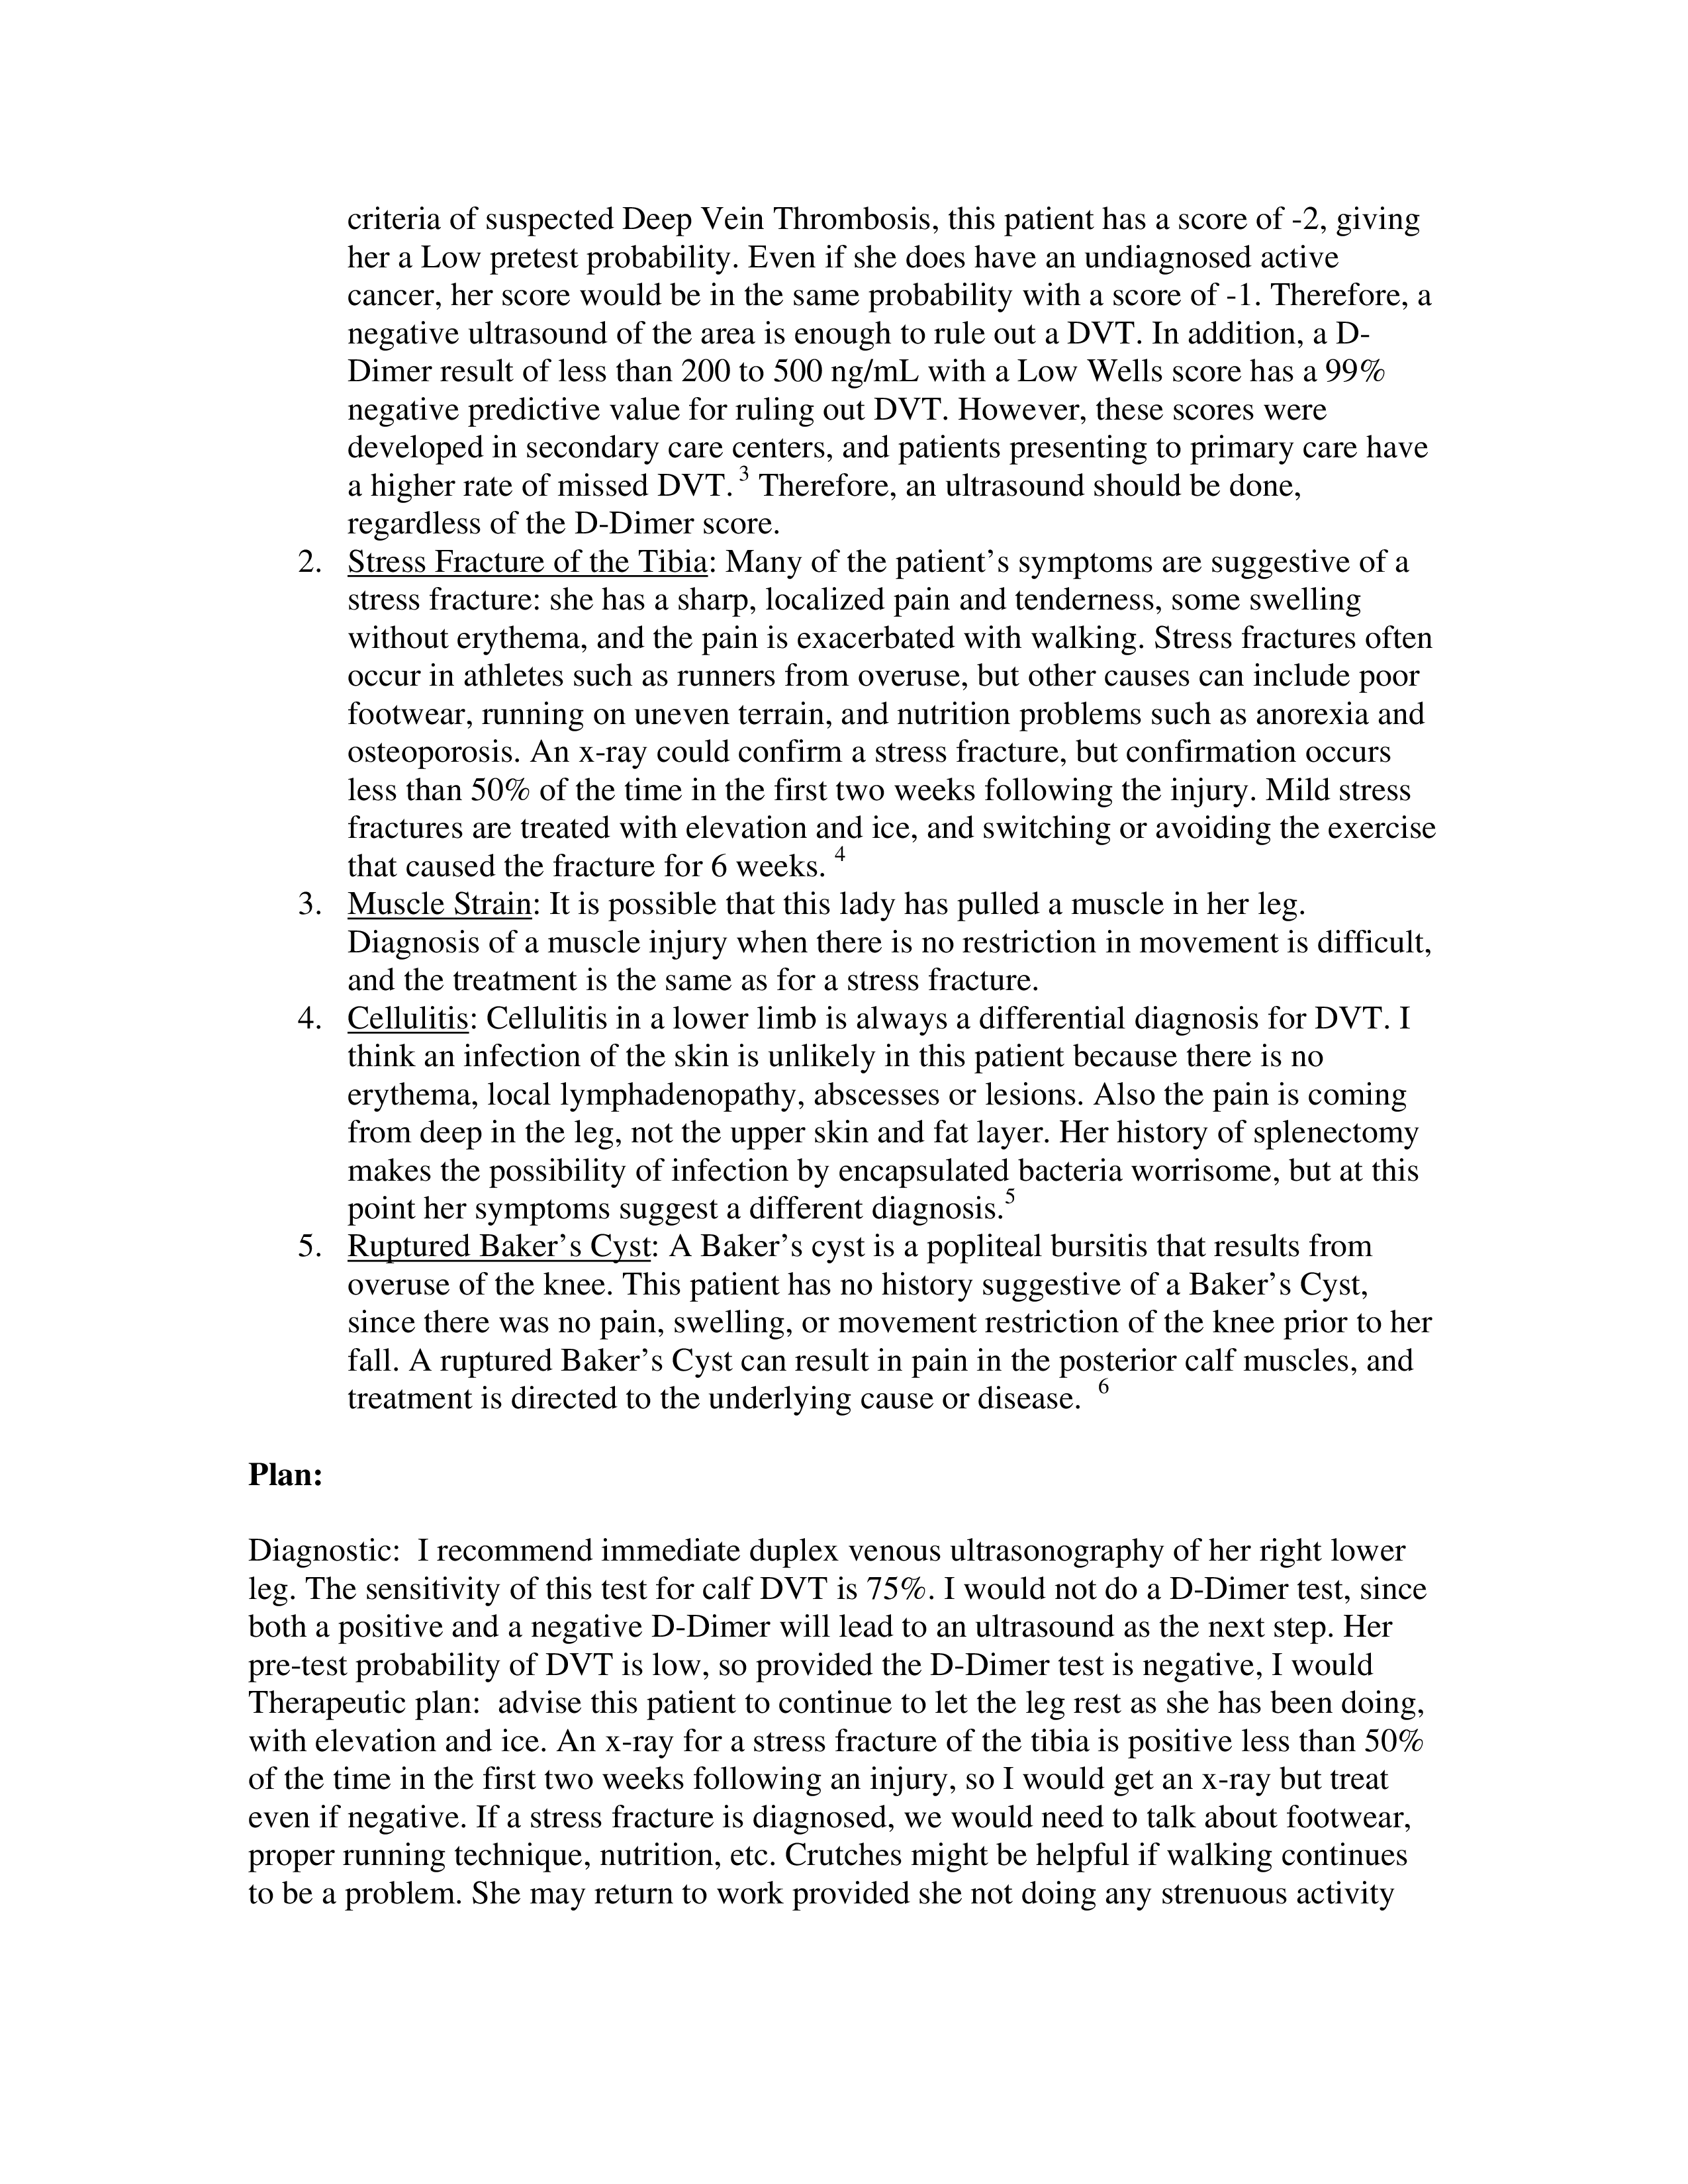 criteria of suspected Deep Vein Thrombosis, this patient has a score of -2, giving
her a Low pretest probability. Even if she does have an undiagnosed active
cancer, her score would be in the same probability with a score of -1. Therefore, a
negative ultrasound of the area is enough to rule out a DVT. In addition, a D-
Dimer result of less than 200 to 500 ng/mL with a Low Wells score has a 99%
negative predictive value for ruling out DVT. However, these scores were
developed in secondary care centers, and patients presenting to primary care have
a higher rate of missed DVT. 3 Therefore, an ultrasound should be done,
regardless of the D-Dimer score.
2. Stress Fracture of the Tibia: Many of the patient’s symptoms are suggestive of a
stress fracture: she has a sharp, localized pain and tenderness, some swelling
without erythema, and the pain is exacerbated with walking. Stress fractures often
occur in athletes such as runners from overuse, but other causes can include poor
footwear, running on uneven terrain, and nutrition problems such as anorexia and
osteoporosis. An x-ray could confirm a stress fracture, but confirmation occurs
less than 50% of the time in the first two weeks following the injury. Mild stress
fractures are treated with elevation and ice, and switching or avoiding the exercise
that caused the fracture for 6 weeks. 4
3. Muscle Strain: It is possible that this lady has pulled a muscle in her leg.
Diagnosis of a muscle injury when there is no restriction in movement is difficult,
and the treatment is the same as for a stress fracture.
4. Cellulitis: Cellulitis in a lower limb is always a differential diagnosis for DVT. I
think an infection of the skin is unlikely in this patient because there is no
erythema, local lymphadenopathy, abscesses or lesions. Also the pain is coming
from deep in the leg, not the upper skin and fat layer. Her history of splenectomy
makes the possibility of infection by encapsulated bacteria worrisome, but at this
point her symptoms suggest a different diagnosis.5
5. Ruptured Baker’s Cyst: A Baker’s cyst is a popliteal bursitis that results from
overuse of the knee. This patient has no history suggestive of a Baker’s Cyst,
since there was no pain, swelling, or movement restriction of the knee prior to her
fall. A ruptured Baker’s Cyst can result in pain in the posterior calf muscles, and
treatment is directed to the underlying cause or disease. 6
Plan:
Diagnostic: I recommend immediate duplex venous ultrasonography of her right lower
leg. The sensitivity of this test for calf DVT is 75%. I would not do a D-Dimer test, since
both a positive and a negative D-Dimer will lead to an ultrasound as the next step. Her
pre-test probability of DVT is low, so provided the D-Dimer test is negative, I would
Therapeutic plan: advise this patient to continue to let the leg rest as she has been doing,
with elevation and ice. An x-ray for a stress fracture of the tibia is positive less than 50%
of the time in the first two weeks following an injury, so I would get an x-ray but treat
even if negative. If a stress fracture is diagnosed, we would need to talk about footwear,
proper running technique, nutrition, etc. Crutches might be helpful if walking continues
to be a problem. She may return to work provided she not doing any strenuous activity